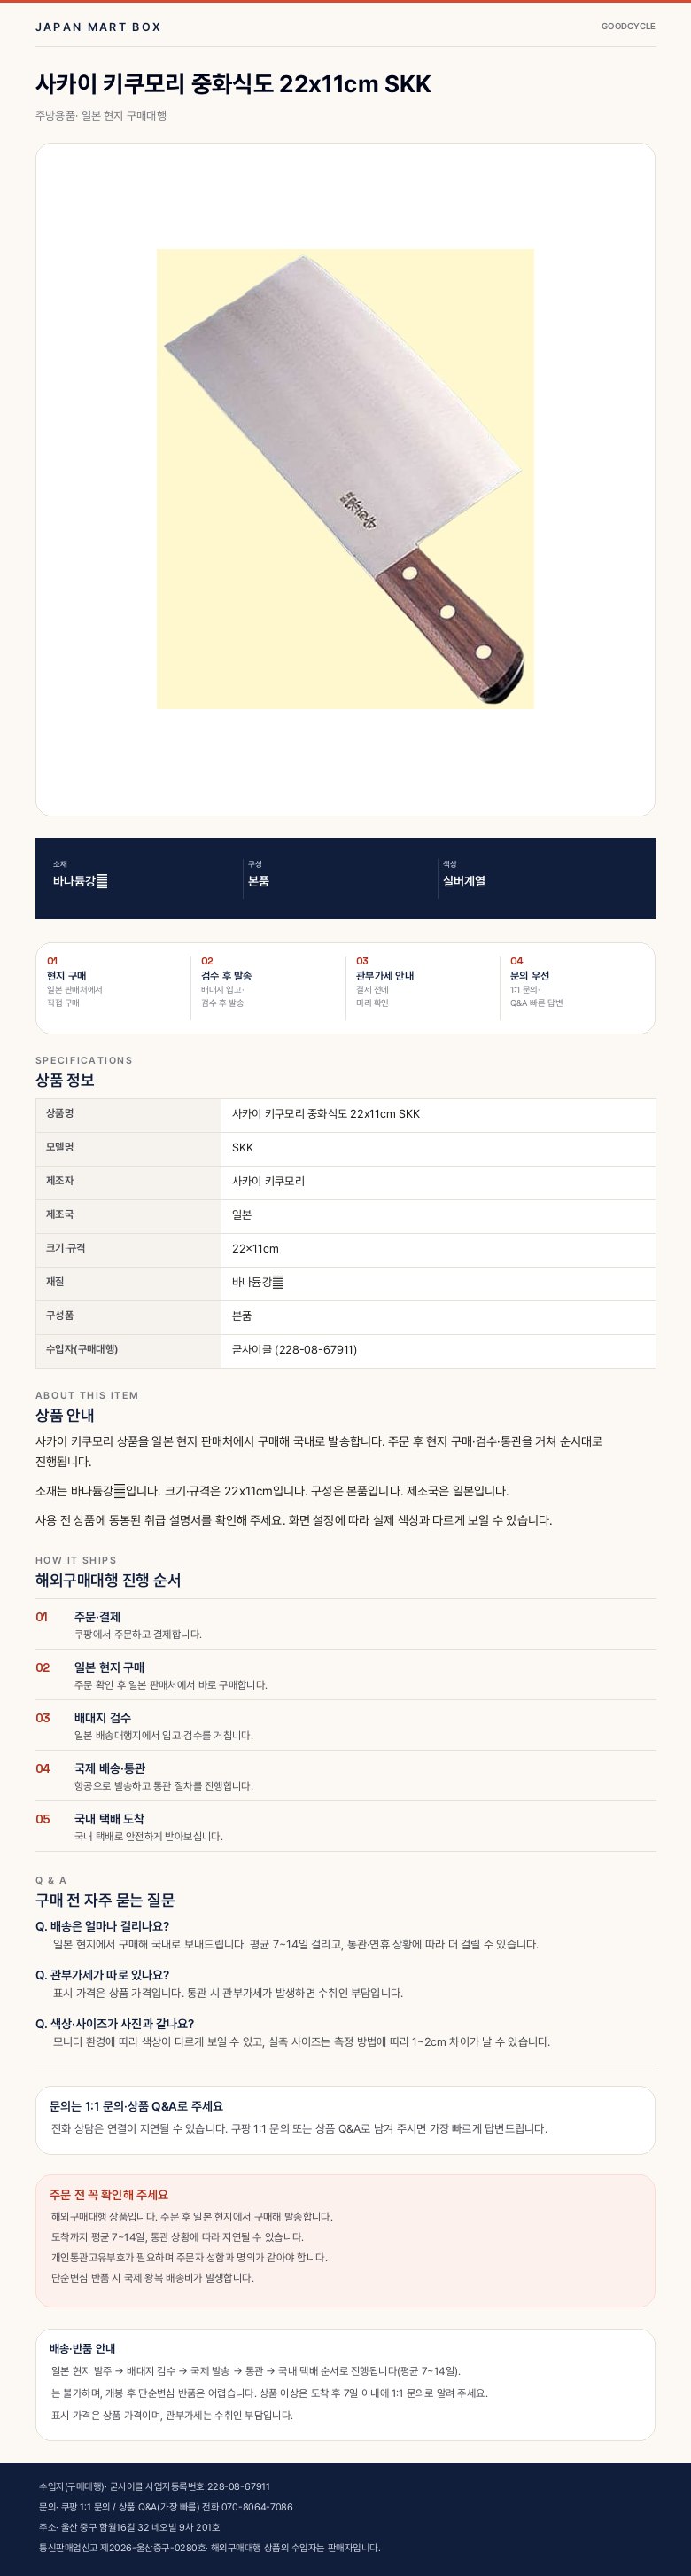 JAPAN MART BOX
GOODCYCLE
사카이 키쿠모리 중화식도 22x11cm SKK
주방용품· 일본 현지 구매대행
소재
바나듐강
구성
본품
색상
실버계열
01
현지 구매
일본 판매처에서
직접 구매
02
검수 후 발송
배대지 입고·
검수 후 발송
03
관부가세 안내
결제 전에
미리 확인
04
문의 우선
1:1 문의·
Q&A 빠른 답변
SPECIFICATIONS
상품 정보
상품명 사카이 키쿠모리 중화식도 22x11cm SKK
모델명 SKK
제조자 사카이 키쿠모리
제조국 일본
크기·규격 22×11cm
재질 바나듐강
구성품 본품
수입자(구매대행) 굳사이클 (228-08-67911)
ABOUT THIS ITEM
상품 안내
사카이 키쿠모리 상품을 일본 현지 판매처에서 구매해 국내로 발송합니다. 주문 후 현지 구매·검수·통관을 거쳐 순서대로
진행됩니다.
소재는 바나듐강입니다. 크기·규격은 22x11cm입니다. 구성은 본품입니다. 제조국은 일본입니다.
사용 전 상품에 동봉된 취급 설명서를 확인해 주세요. 화면 설정에 따라 실제 색상과 다르게 보일 수 있습니다.
HOW IT SHIPS
해외구매대행 진행 순서
01 주문·결제
쿠팡에서 주문하고 결제합니다.
02 일본 현지 구매
주문 확인 후 일본 판매처에서 바로 구매합니다.
03 배대지 검수
일본 배송대행지에서 입고·검수를 거칩니다.
04 국제 배송·통관
항공으로 발송하고 통관 절차를 진행합니다.
05 국내 택배 도착
국내 택배로 안전하게 받아보십니다.
Q & A
구매 전 자주 묻는 질문
Q. 배송은 얼마나 걸리나요?
일본 현지에서 구매해 국내로 보내드립니다. 평균 7~14일 걸리고, 통관·연휴 상황에 따라 더 걸릴 수 있습니다.
Q. 관부가세가 따로 있나요?
표시 가격은 상품 가격입니다. 통관 시 관부가세가 발생하면 수취인 부담입니다.
Q. 색상·사이즈가 사진과 같나요?
모니터 환경에 따라 색상이 다르게 보일 수 있고, 실측 사이즈는 측정 방법에 따라 1~2cm 차이가 날 수 있습니다.
문의는 1:1 문의·상품 Q&A로 주세요
전화 상담은 연결이 지연될 수 있습니다. 쿠팡 1:1 문의 또는 상품 Q&A로 남겨 주시면 가장 빠르게 답변드립니다.
주문 전 꼭 확인해 주세요
해외구매대행 상품입니다. 주문 후 일본 현지에서 구매해 발송합니다.
도착까지 평균 7~14일, 통관 상황에 따라 지연될 수 있습니다.
개인통관고유부호가 필요하며 주문자 성함과 명의가 같아야 합니다.
단순변심 반품 시 국제 왕복 배송비가 발생합니다.
배송·반품 안내
일본 현지 발주 → 배대지 검수 → 국제 발송 → 통관 → 국내 택배 순서로 진행됩니다(평균 7~14일).
는 불가하며, 개봉 후 단순변심 반품은 어렵습니다. 상품 이상은 도착 후 7일 이내에 1:1 문의로 알려 주세요.
표시 가격은 상품 가격이며, 관부가세는 수취인 부담입니다.
수입자(구매대행)· 굳사이클 사업자등록번호 228-08-67911
문의· 쿠팡 1:1 문의 / 상품 Q&A(가장 빠름) 전화 070-8064-7086
주소· 울산 중구 함월16길 32 네오빌 9차 201호
통신판매업신고 제2026-울산중구-0280호· 해외구매대행 상품의 수입자는 판매자입니다.